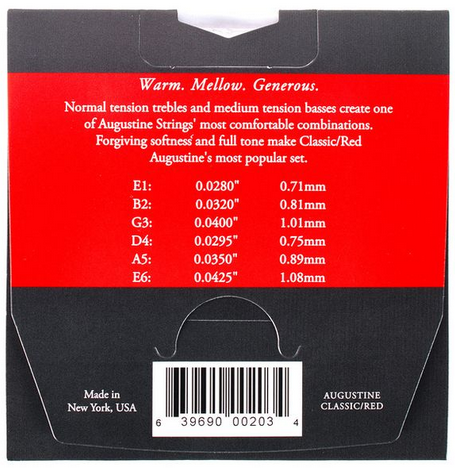 Warm. Mellow. Generous.
Normal tension trebles and medium tension basses create one
of Augustine Strings' most comfortable combinations.
Forgiving softness and full tone make Classic/Red
Augustine's most popular set.
E1: 0.0280" 0.71mm
B2: 0.0320" 0.81mm
G3: 0.0400" 1.01mm
D4: 0.0295" 0.75mm
A5: 0.0350" 0.89mm
E6: 0.0425" 1.08mm
Made in
New York, USA
6 39690 00203 4
AUGUSTINE
CLASSIC/RED